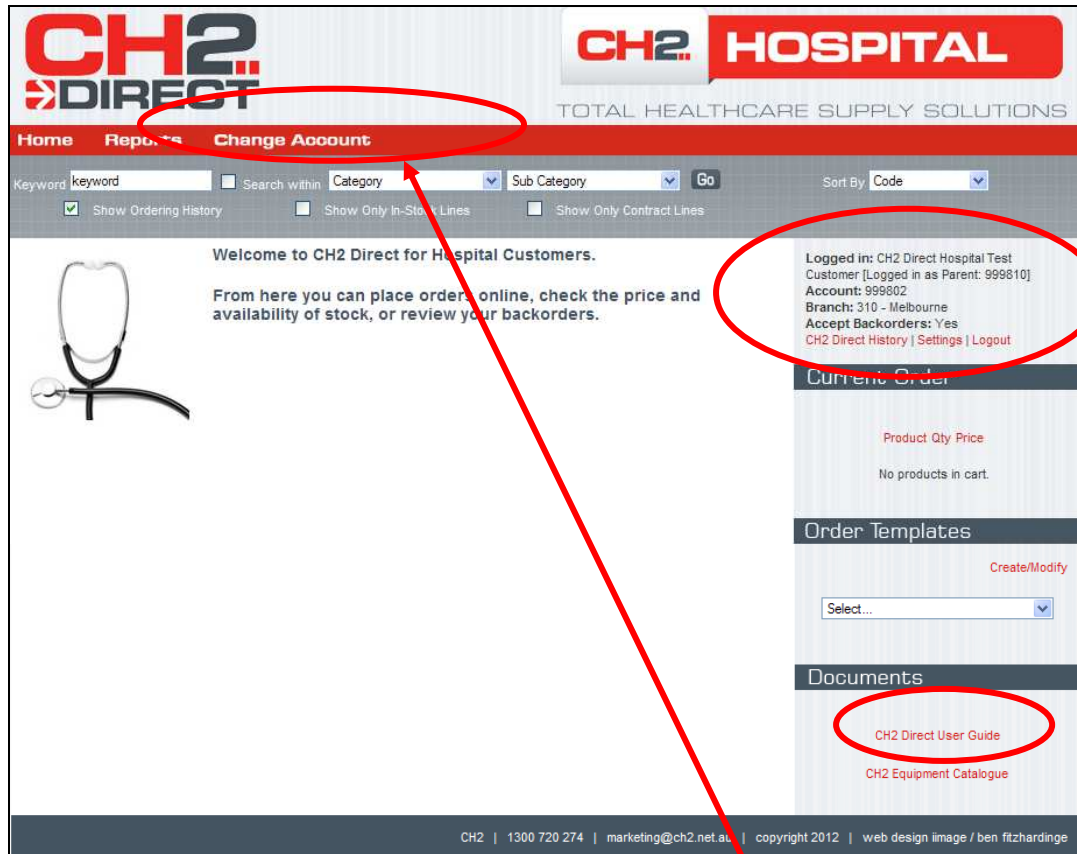 CH2..
DIRECT
CH2.. HOSPITAL
TOTAL HEALTHCARE SUPPLY SOLUTIONS
Home Reports Change Account
Keyword keyword Search within Category Sub Category Go Sort By Code
Show Ordering History Show Only In-Stock Lines Show Only Contract Lines
Welcome to CH2 Direct for Hospital Customers.
From here you can place orders online, check the price and
availability of stock, or review your backorders.
Logged in: CH2 Direct Hospital Test
Customer [Logged in as Parent: 999810]
Account: 999802
Branch: 310 - Melbourne
Accept Backorders: Yes
CH2 Direct History | Settings | Logout
Current Order
Product Qty Price
No products in cart.
Order Templates
Create/Modify
Select...
Documents
CH2 Direct User Guide
CH2 Equipment Catalogue
CH2 | 1300 720 274 | marketing@ch2.net.au | copyright 2012 | web design iimage / ben fitzhardinge